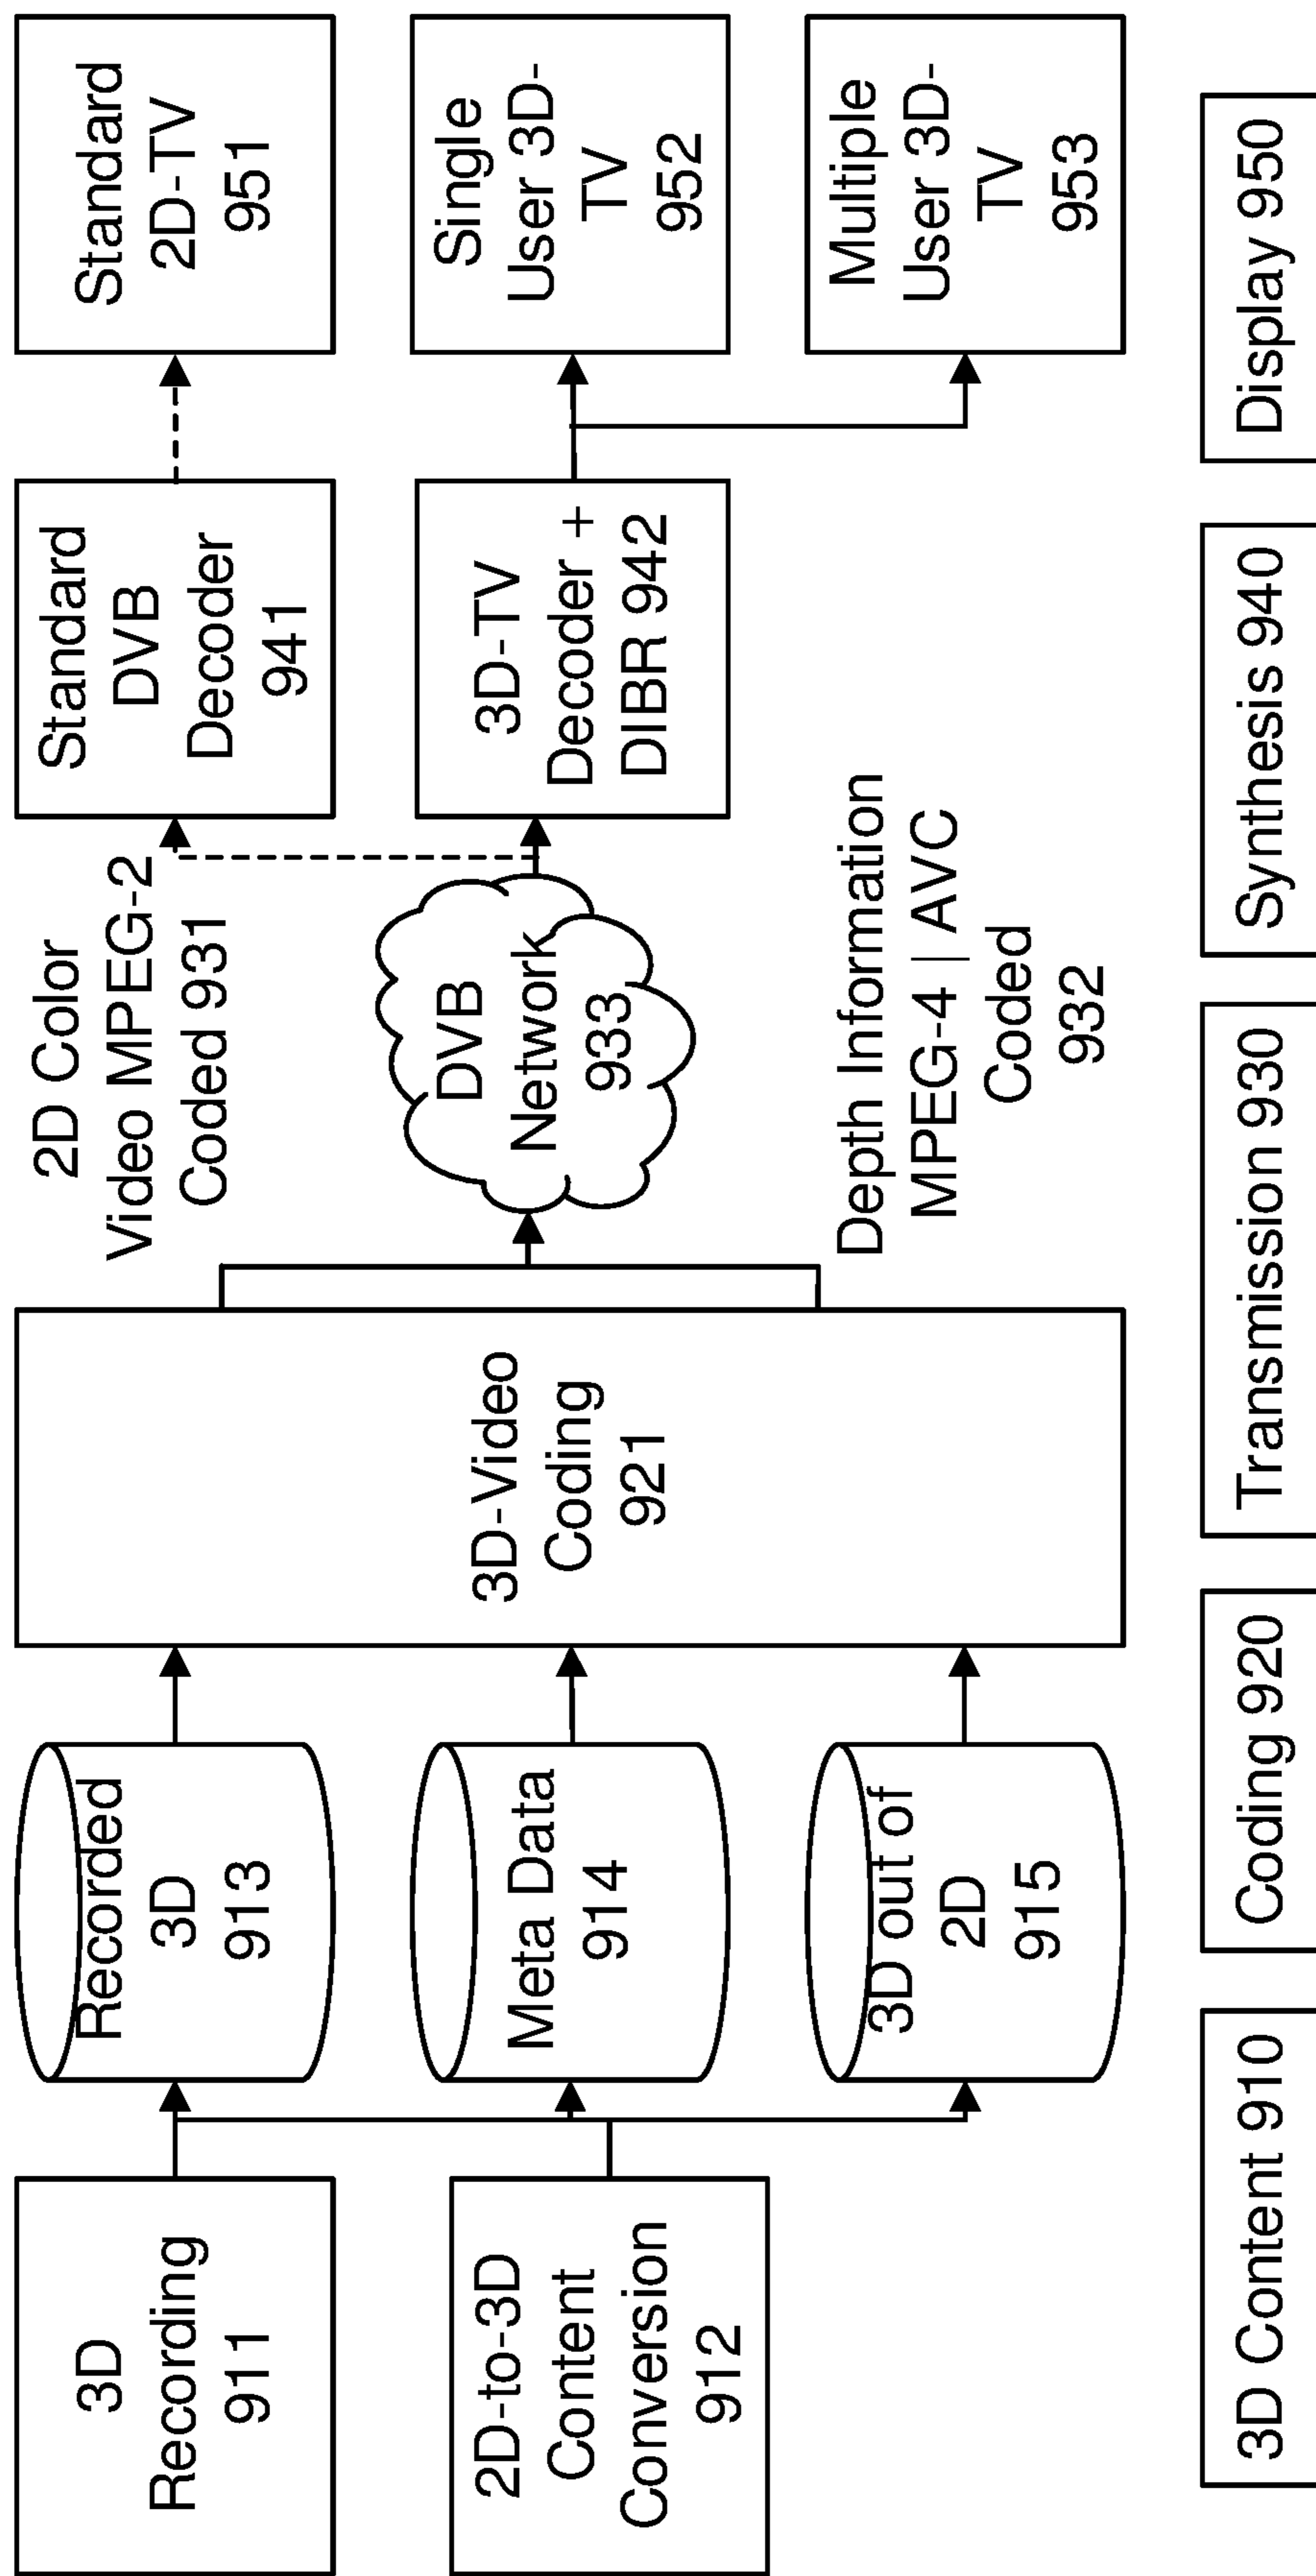 3D
Recording
911
2D-to-3D
Content
Conversion
912
Recorded
3D
913
Meta Data
914
3D out of
2D
915
3D-Video
Coding
921
2D Color
Video MPEG-2
Coded 931
DVB
Network
933
Depth Information
MPEG-4 | AVC
Coded
932
Standard
DVB
Decoder
941
3D-TV
Decoder +
DIBR 942
Standard
2D-TV
951
Single
User 3D-
TV
952
Multiple
User 3D-
TV
953
3D Content 910
Coding 920
Transmission 930
Synthesis 940
Display 950